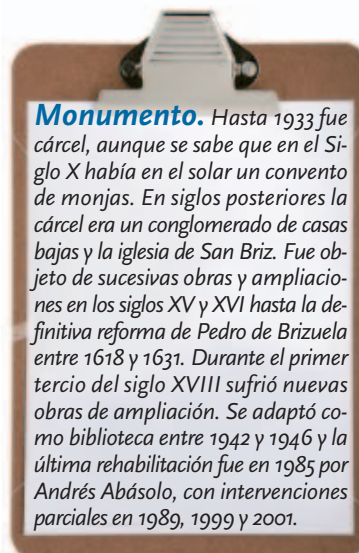 Monumento. Hasta 1933 fue
cárcel, aunque se sabe que en el Si-
glo X había en el solar un convento
de monjas. En siglos posteriores la
cárcel era un conglomerado de casas
bajas y la iglesia de San Briz. Fue ob-
jeto de sucesivas obras y ampliacio-
nes en los siglos XV y XVI hasta la de-
finitiva reforma de Pedro de Brizuela
entre 1618 y 1631. Durante el primer
tercio del siglo XVIII sufrió nuevas
obras de ampliación. Se adaptó co-
mo biblioteca entre 1942 y 1946 y la
última rehabilitación fue en 1985 por
Andrés Abásolo, con intervenciones
parciales en 1989, 1999 y 2001.